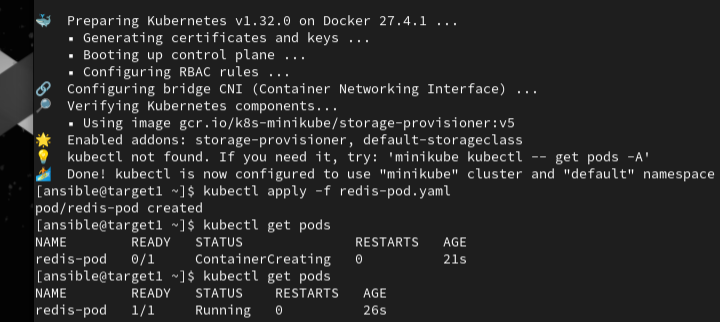 🐳 Preparing Kubernetes v1.32.0 on Docker 27.4.1 ...
▪ Generating certificates and keys ...
▪ Booting up control plane ...
▪ Configuring RBAC rules ...
🔗 Configuring bridge CNI (Container Networking Interface) ...
🔎 Verifying Kubernetes components...
▪ Using image gcr.io/k8s-minikube/storage-provisioner:v5
🌟 Enabled addons: storage-provisioner, default-storageclass
💡 kubectl not found. If you need it, try: 'minikube kubectl -- get pods -A'
🏄 Done! kubectl is now configured to use "minikube" cluster and "default" namespace
[ansible@target1 ~]$ kubectl apply -f redis-pod.yaml
pod/redis-pod created
[ansible@target1 ~]$ kubectl get pods
NAME READY STATUS RESTARTS AGE
redis-pod 0/1 ContainerCreating 0 21s
[ansible@target1 ~]$ kubectl get pods
NAME READY STATUS RESTARTS AGE
redis-pod 1/1 Running 0 26s